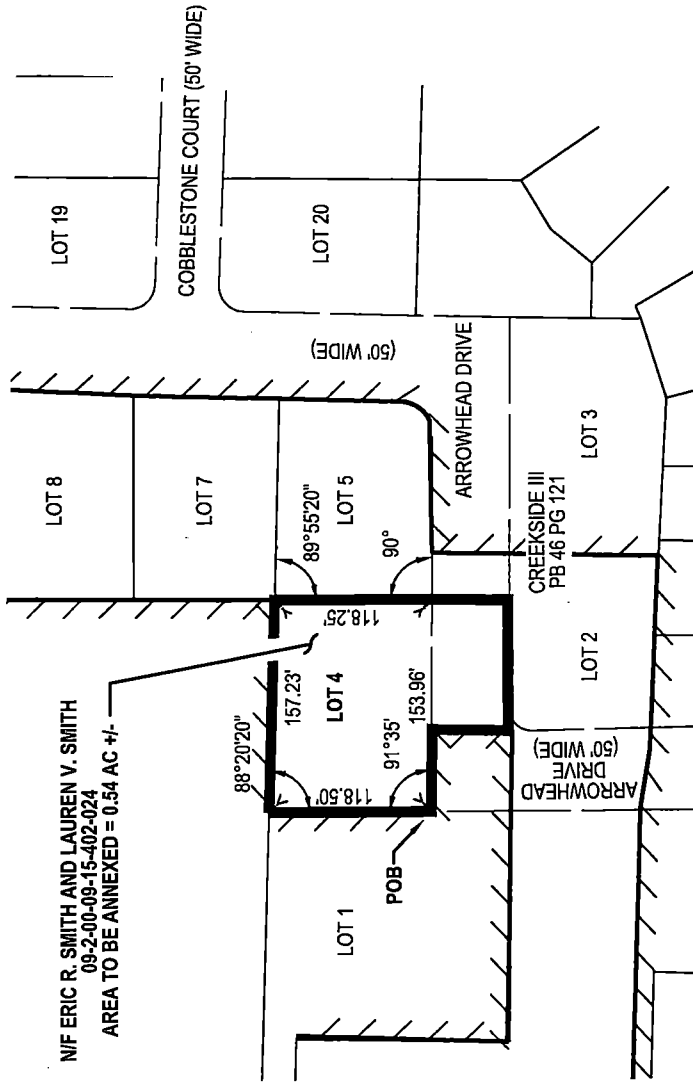 N/F ERIC R. SMITH AND LAUREN V. SMITH
09-2-00-09-15-402-024
AREA TO BE ANNEXED = 0.54 AC +/-
LOT 8
LOT 19
LOT 7
COBBLESTONE COURT (50' WIDE)
LOT 5
LOT 20
(50' WIDE)
88°20'20"
89°55'20"
157.23'
118.50'
LOT 4
118.25'
LOT 1
91°35'
153.96'
90°
POB
ARROWHEAD DRIVE
CREEKSIDE III
PB 46 PG 121
ARROWHEAD
DRIVE
(50' WIDE)
LOT 2
LOT 3